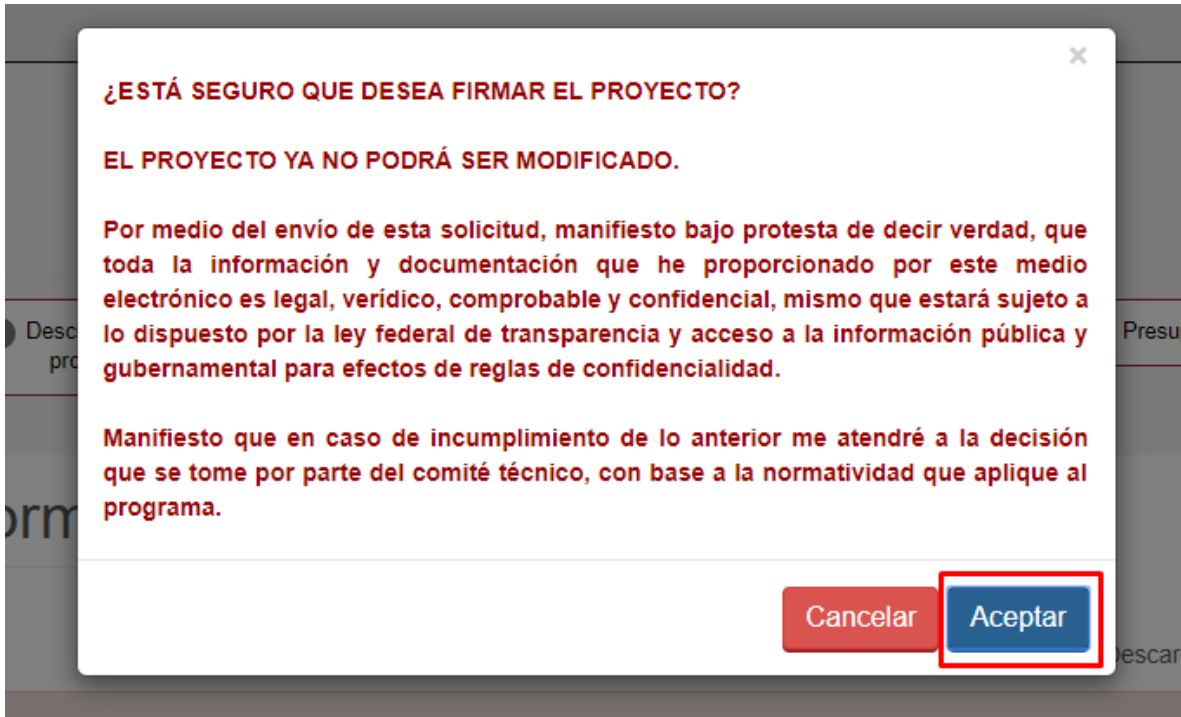 ×
¿ESTÁ SEGURO QUE DESEA FIRMAR EL PROYECTO?
EL PROYECTO YA NO PODRÁ SER MODIFICADO.
Por medio del envío de esta solicitud, manifiesto bajo protesta de decir verdad, que
toda la información y documentación que he proporcionado por este medio
electrónico es legal, verídico, comprobable y confidencial, mismo que estará sujeto a
lo dispuesto por la ley federal de transparencia y acceso a la información pública y
gubernamental para efectos de reglas de confidencialidad.
Manifiesto que en caso de incumplimiento de lo anterior me atendré a la decisión
que se tome por parte del comité técnico, con base a la normatividad que aplique al
programa.
Cancelar Aceptar
Desc
pro
Presu
orm
Descar